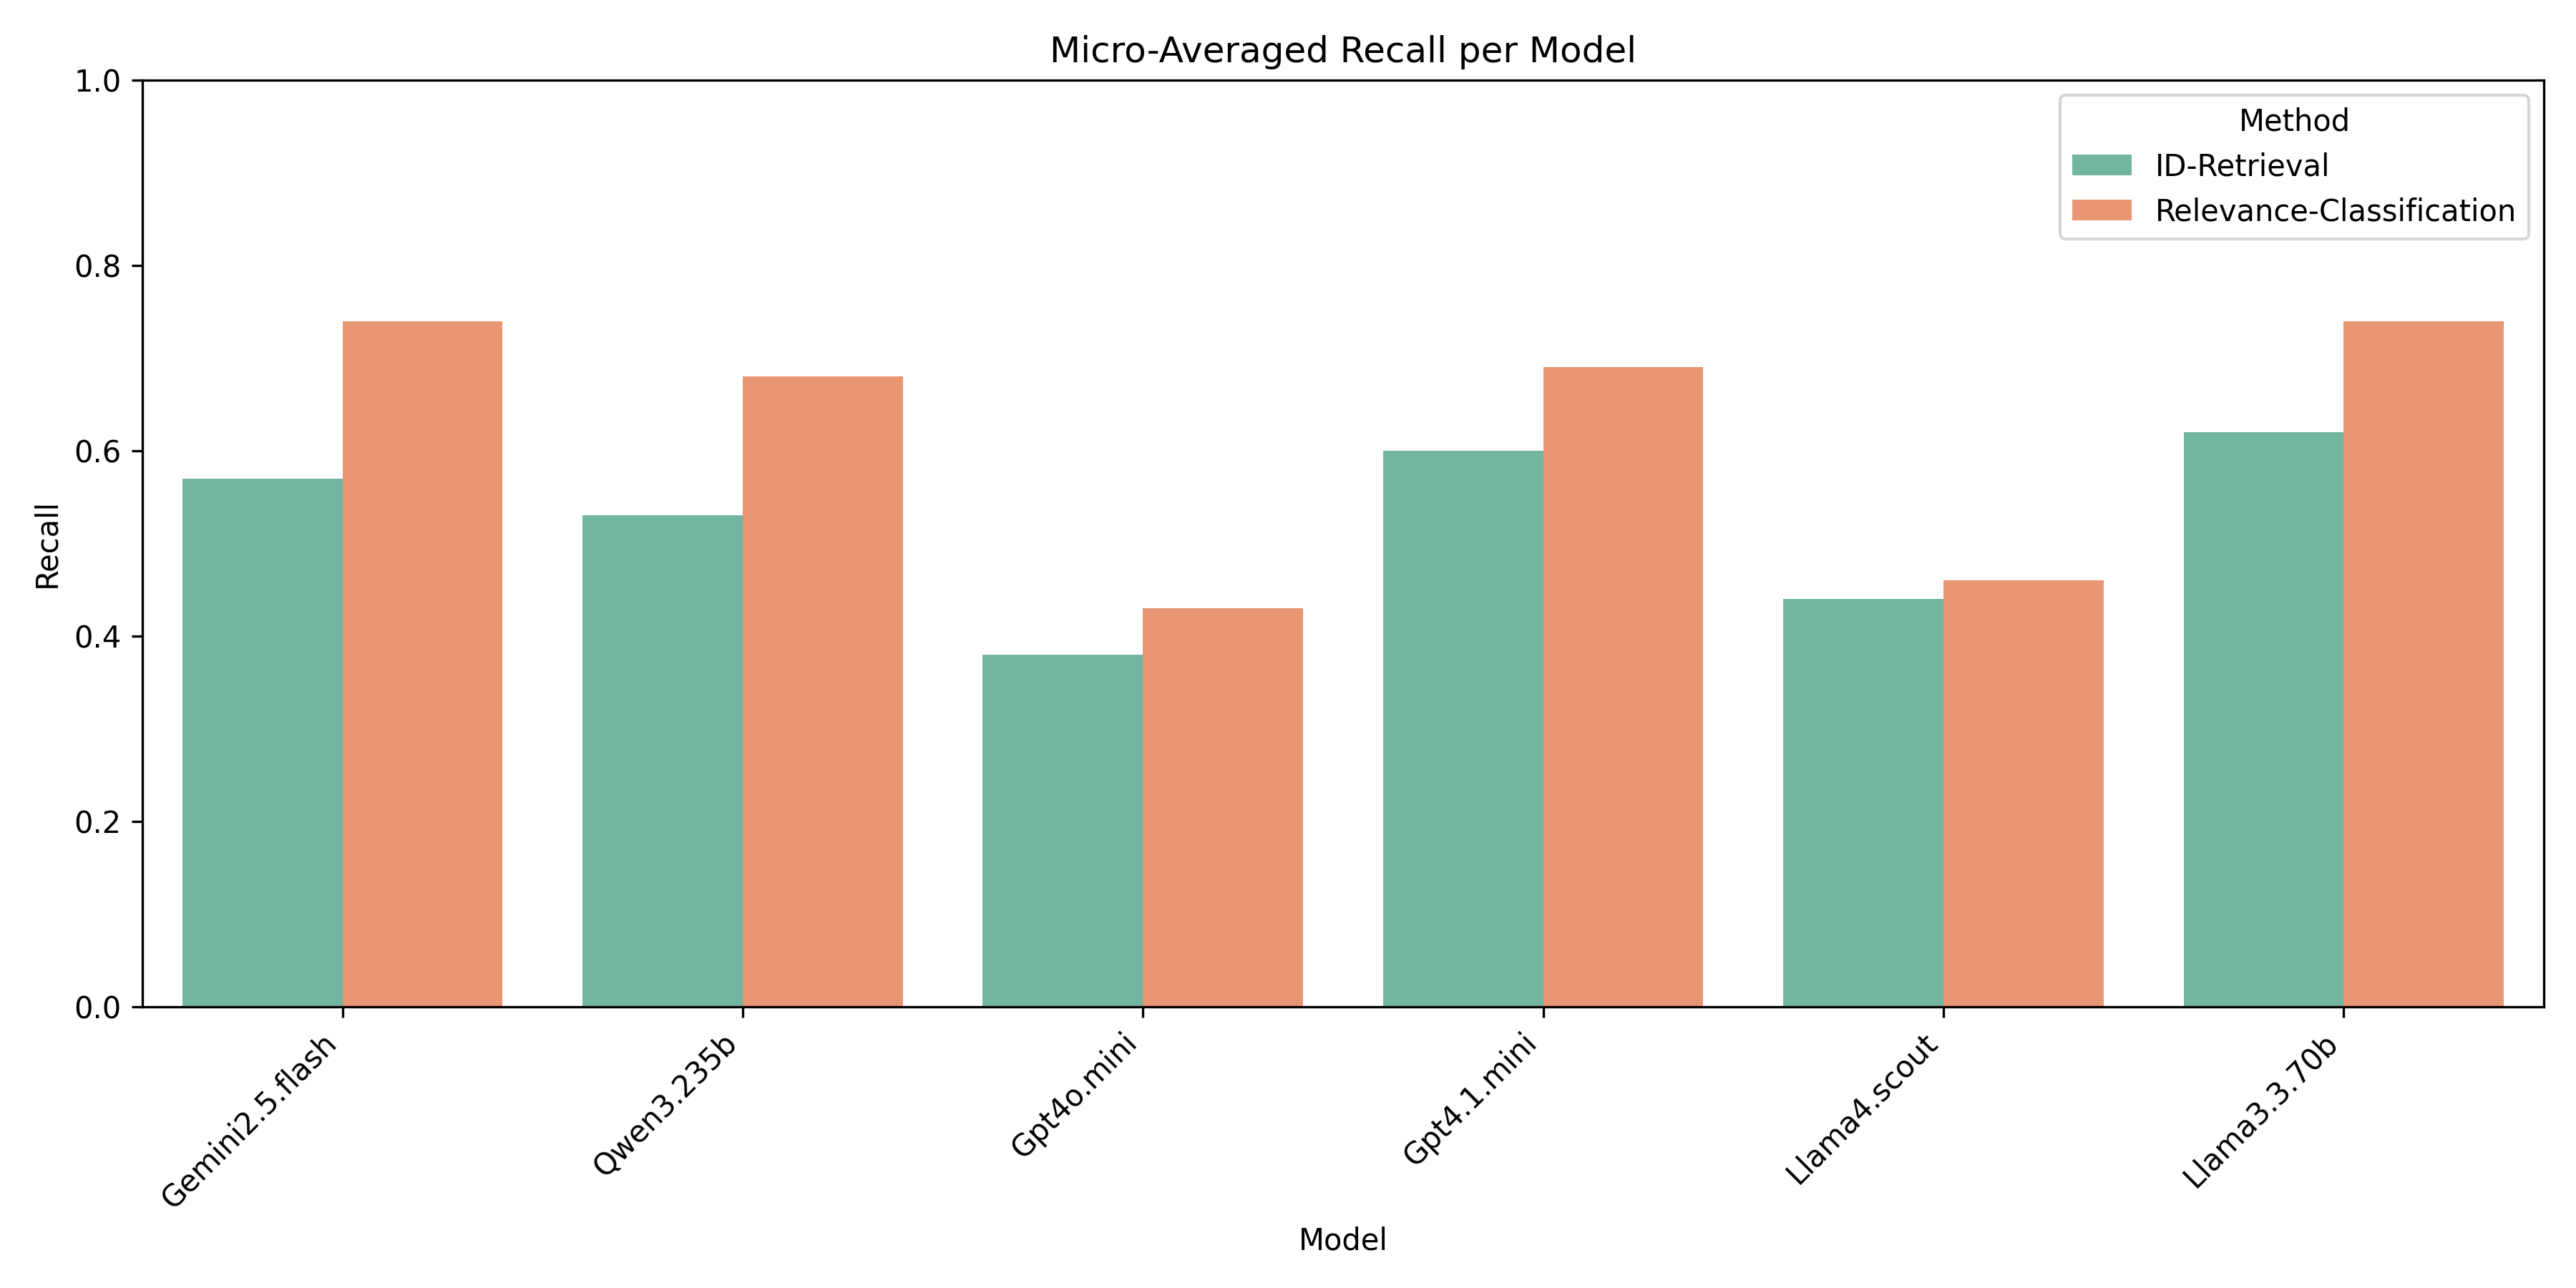 Micro-Averaged Recall per Model
1.0
0.8
0.6
0.4
0.2
0.0
Recall
Method
ID-Retrieval
Relevance-Classification
Gemini2.5.flash
Qwen3.235b
Gpt4o.mini
Gpt4.1.mini
Llama4.scout
Llama3.3.70b
Model